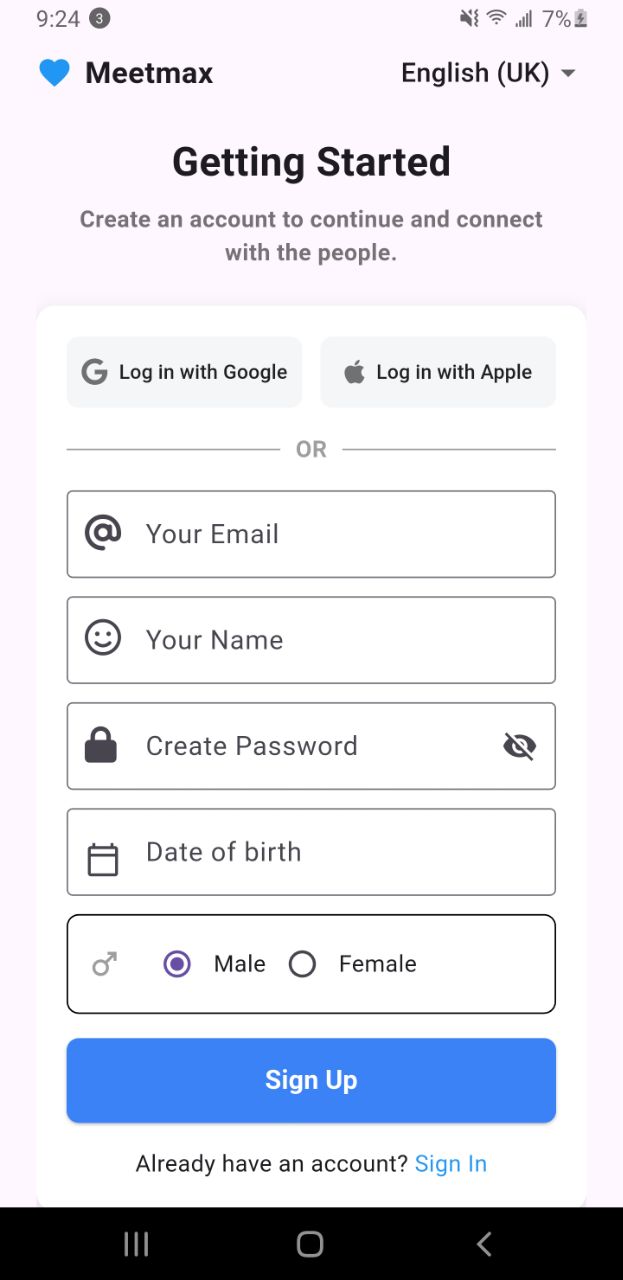 9:24 3 7%
Meetmax English (UK)
Getting Started
Create an account to continue and connect
with the people.
Log in with Google Log in with Apple
OR
Your Email
Your Name
Create Password
Date of birth
Male Female
Sign Up
Already have an account? Sign In